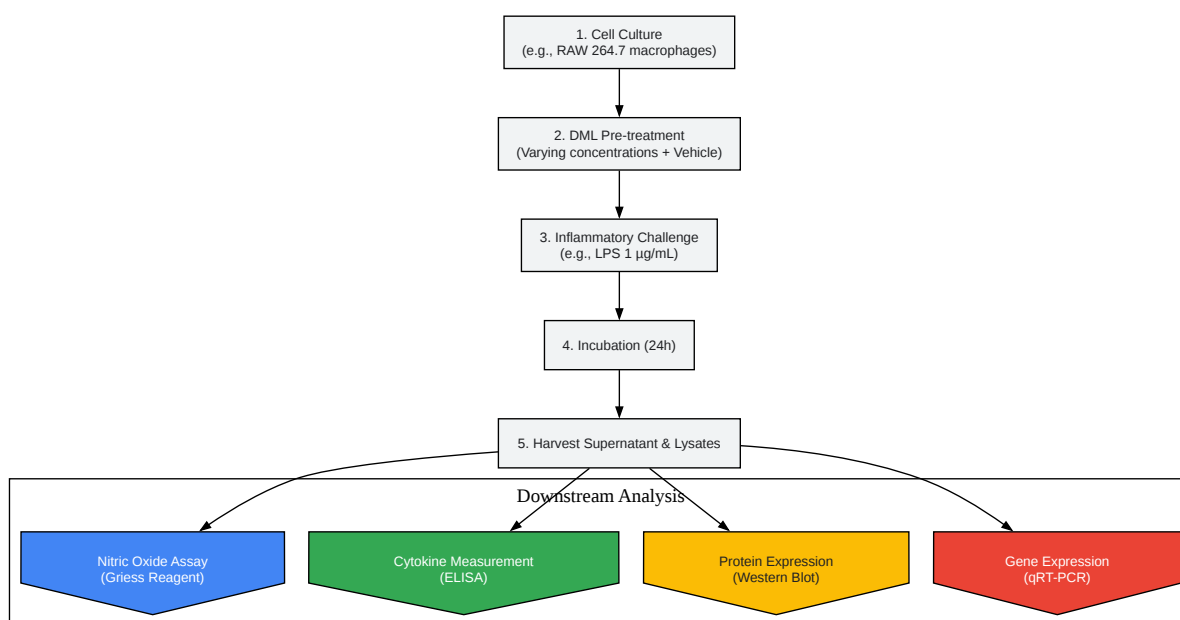 1. Cell Culture
(e.g., RAW 264.7 macrophages)
2. DML Pre-treatment
(Varying concentrations + Vehicle)
3. Inflammatory Challenge
(e.g., LPS 1 µg/mL)
4. Incubation (24h)
5. Harvest Supernatant & Lysates
Downstream Analysis
Nitric Oxide Assay
(Griess Reagent)
Cytokine Measurement
(ELISA)
Protein Expression
(Western Blot)
Gene Expression
(qRT-PCR)